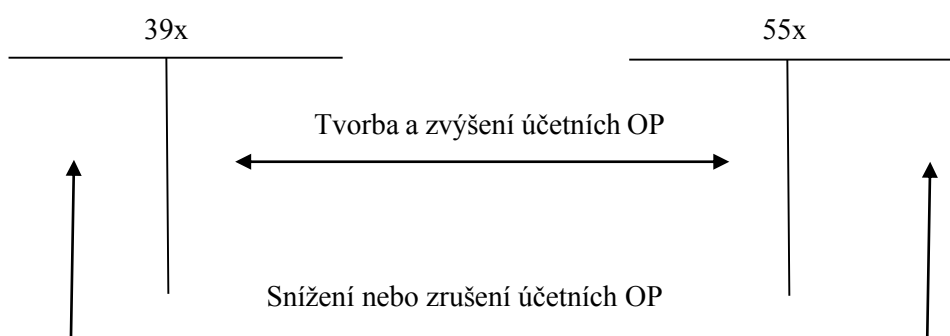 39x 55x
Tvorba a zvýšení účetních OP
Snížení nebo zrušení účetních OP